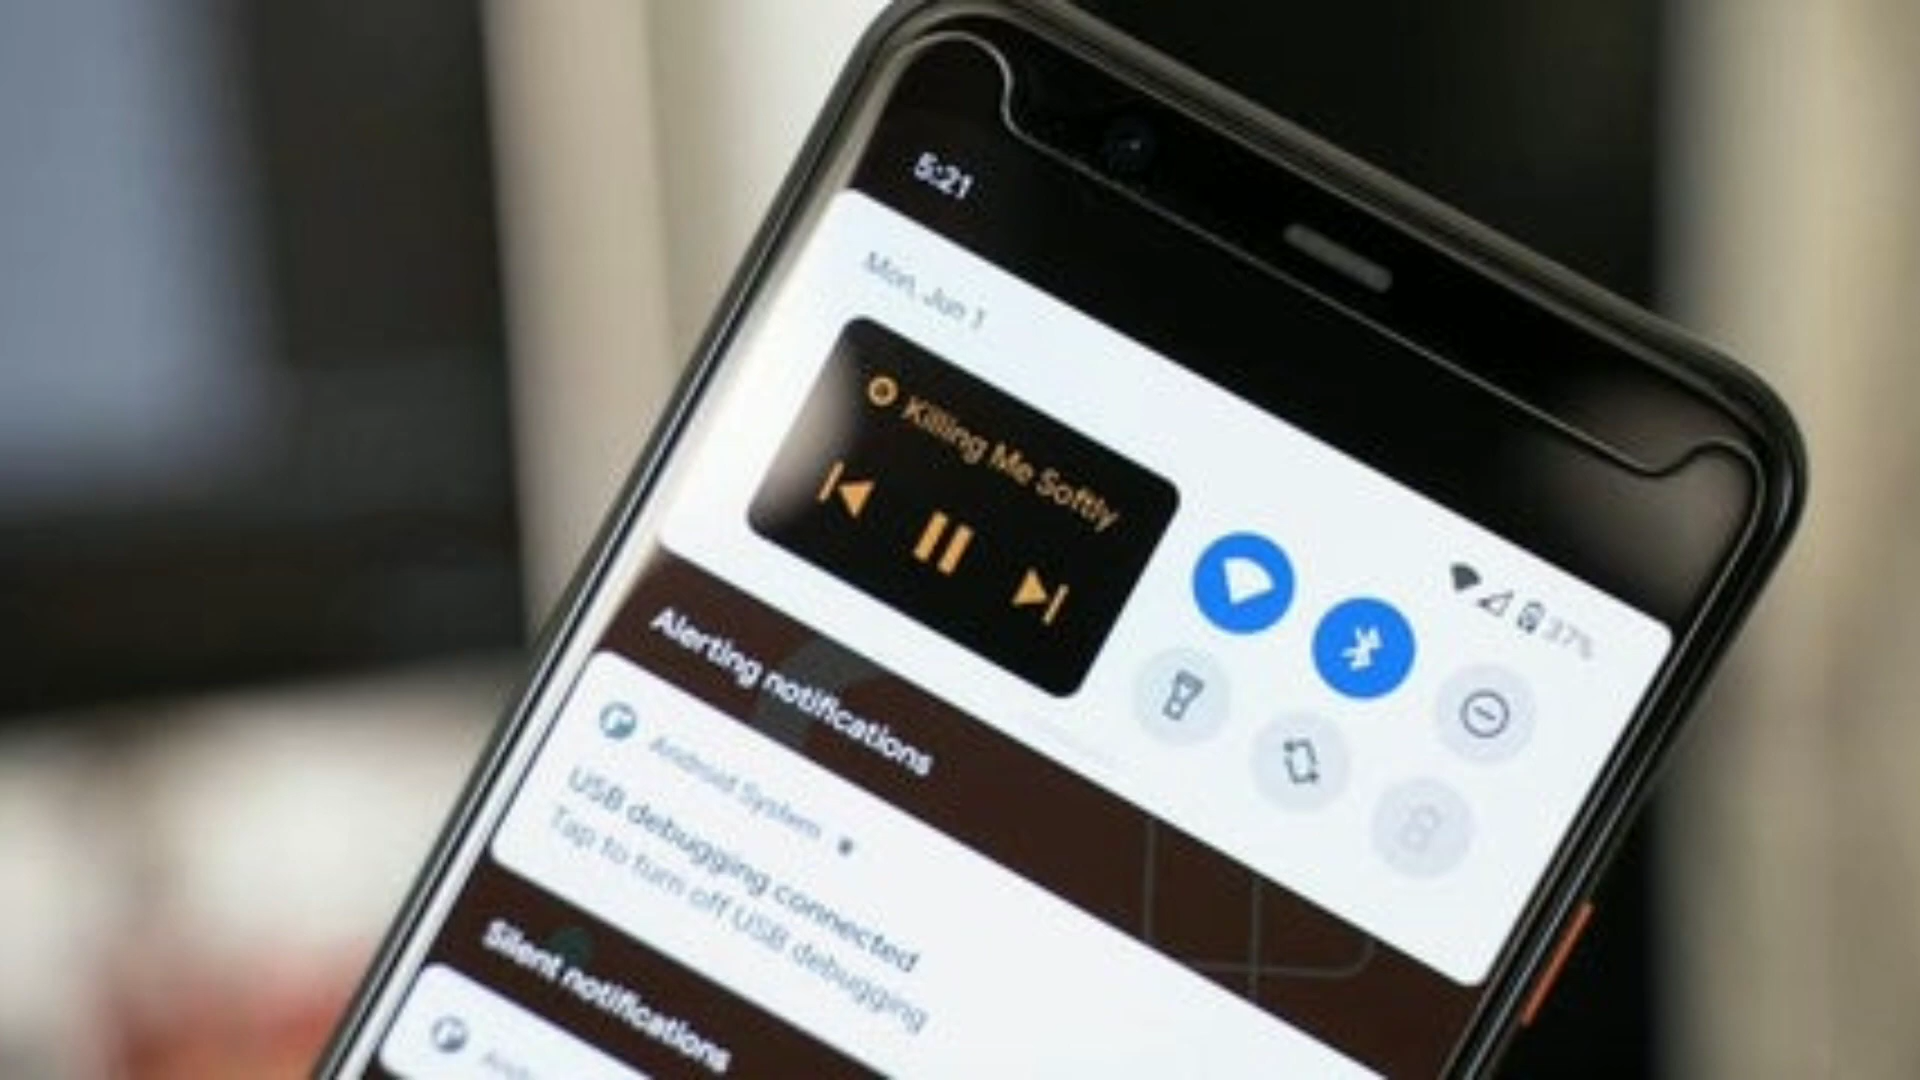 5:21
Mon, Jun 1
37%
Killing Me Softly
Alerting notifications
Android System
USB debugging connected
Tap to turn off USB debugging
Silent notifications